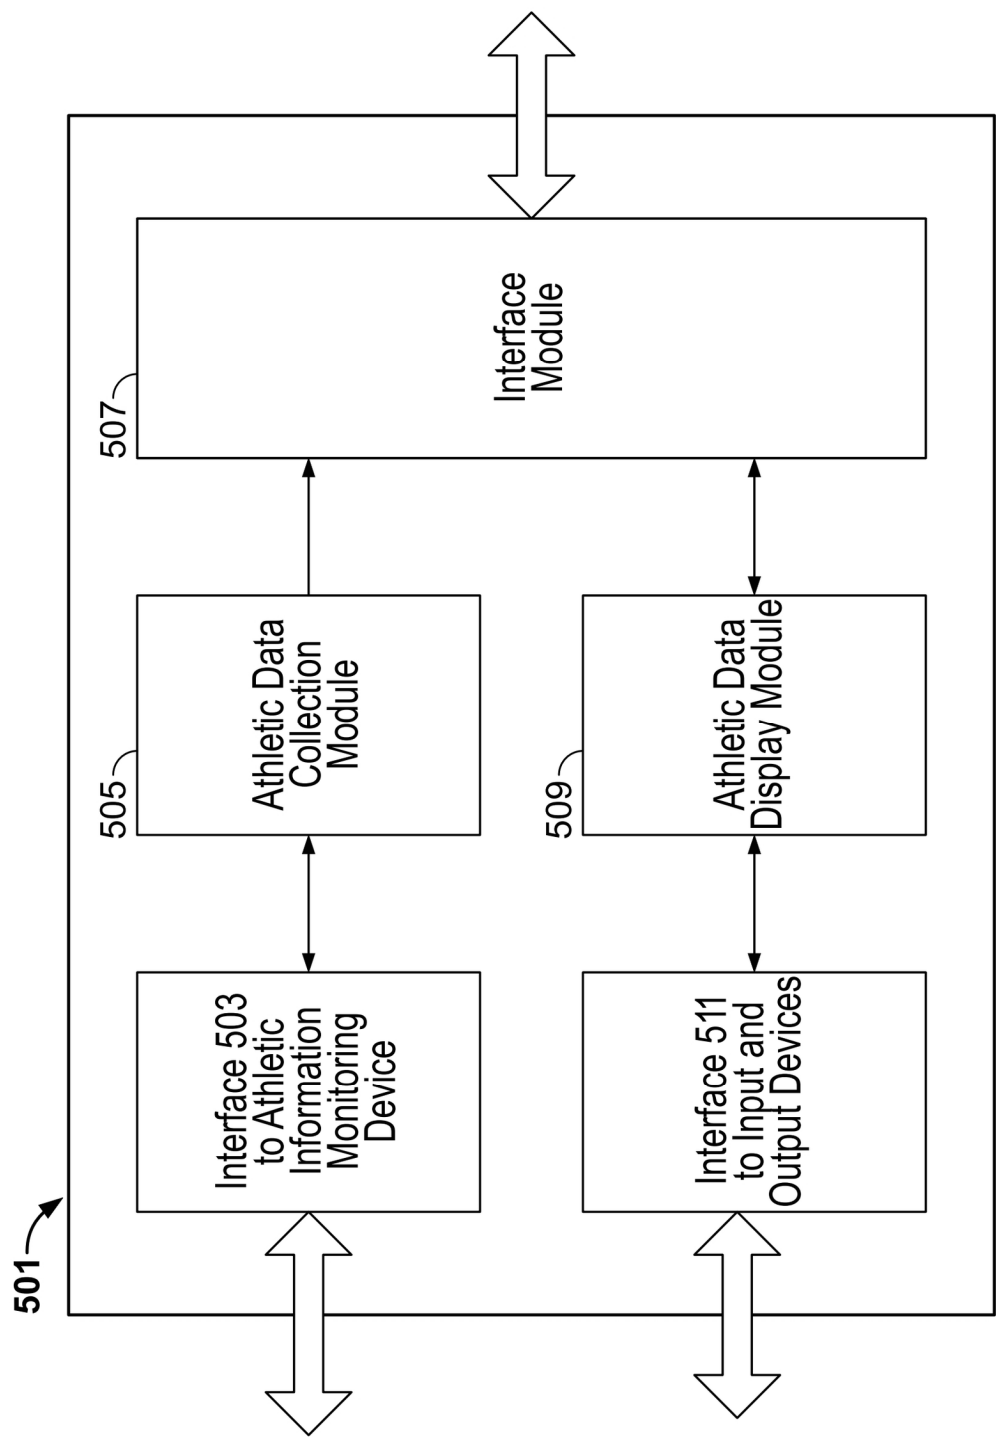 501
Interface 503
to Athletic
Information
Monitoring
Device
505
Athletic Data
Collection
Module
507
Interface
Module
Interface 511
to Input and
Output Devices
509
Athletic Data
Display Module